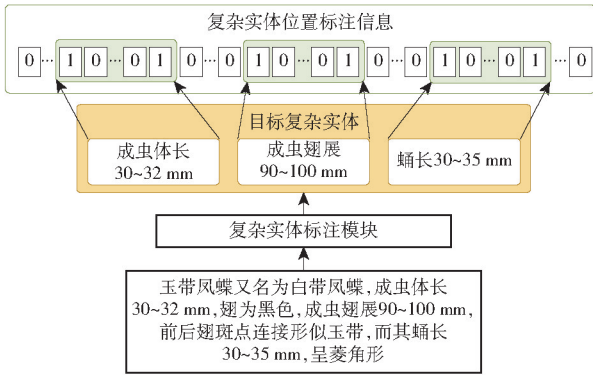 复杂实体位置标注信息
0 … 1 0 … 0 1 … 0 0 … 1 0 … 0 1 0 … 0 1 0 … 0 1 … 0
目标复杂实体
成虫体长
30~32 mm
成虫翅展
90~100 mm
蛹长30~35 mm
复杂实体标注模块
玉带凤蝶又名为白带凤蝶,成虫体长
30~32 mm,翅为黑色,成虫翅展90~100 mm,
前后翅斑点连接形似玉带,而其蛹长
30~35 mm,呈菱角形